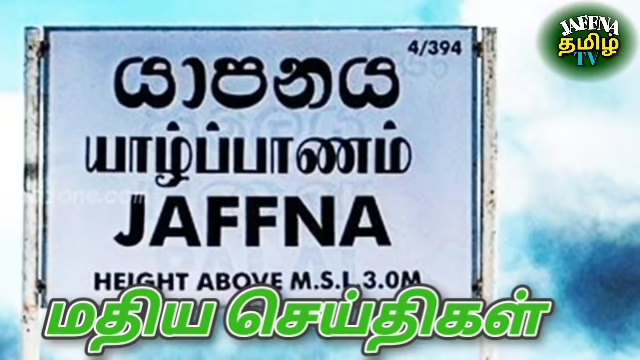 JAFFNA
தமிழ்
TV
4/394
යාපනය
யாழ்ப்பாணம்
JAFFNA
HEIGHT ABOVE M.S.L.3.0M
மதிய செய்திகள்